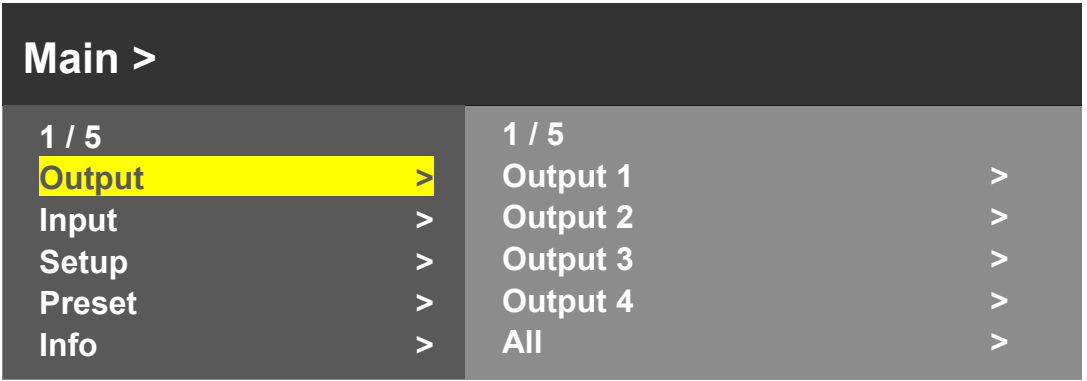 Main >
1 / 5
Output >
Input >
Setup >
Preset >
Info >
1 / 5
Output 1 >
Output 2 >
Output 3 >
Output 4 >
All >